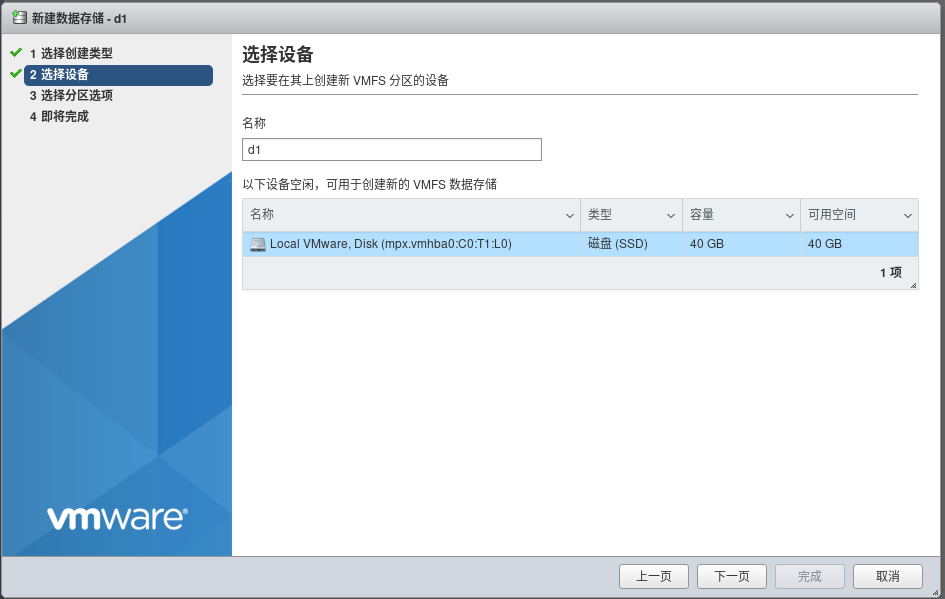 新建数据存储 - d1
1 选择创建类型
2 选择设备
3 选择分区选项
4 即将完成
vmware®
选择设备
选择要在其上创建新 VMFS 分区的设备
名称
d1
以下设备空闲，可用于创建新的 VMFS 数据存储
名称 类型 容量 可用空间
Local VMware, Disk (mpx.vmhba0:C0:T1:L0) 磁盘 (SSD) 40 GB 40 GB
1 项
上一页 下一页 完成 取消